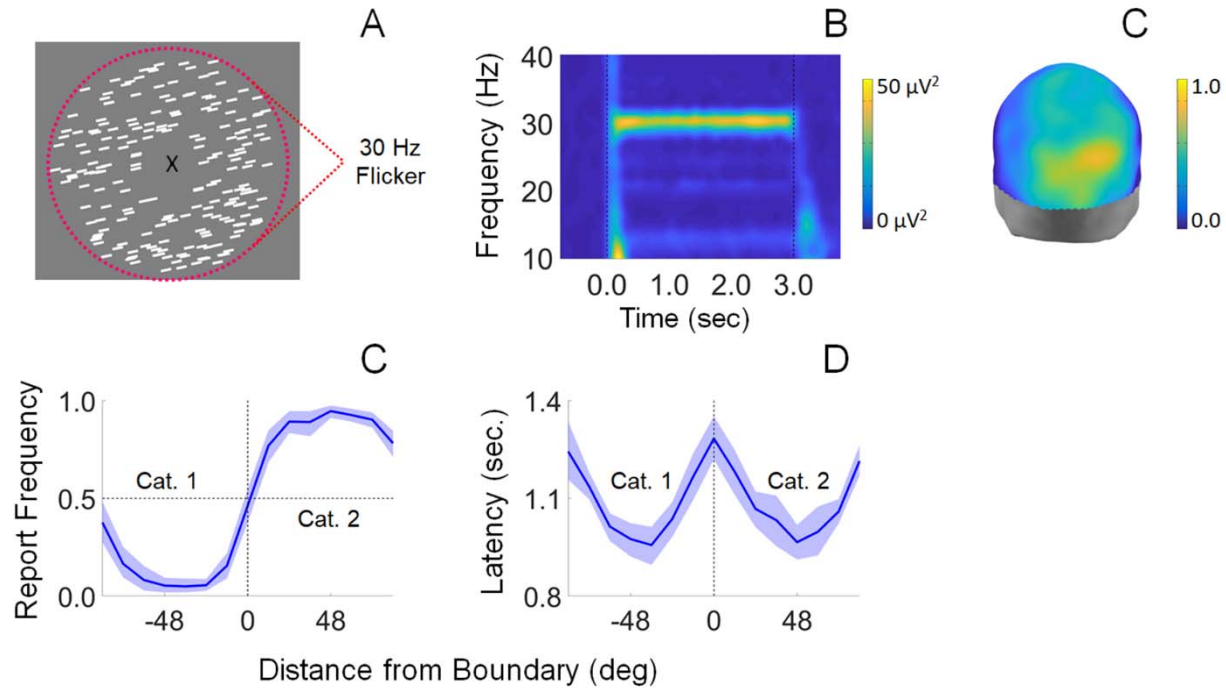 A
X
30 Hz
Flicker
B
Frequency (Hz)
40
30
20
10
0.0 1.0 2.0 3.0
Time (sec)
50 µV²
0 µV²
C
1.0
0.0
C
Report Frequency
1.0
0.5
0.0
Cat. 1
Cat. 2
-48 0 48
D
Latency (sec.)
1.4
1.1
0.8
Cat. 1
Cat. 2
-48 0 48
Distance from Boundary (deg)